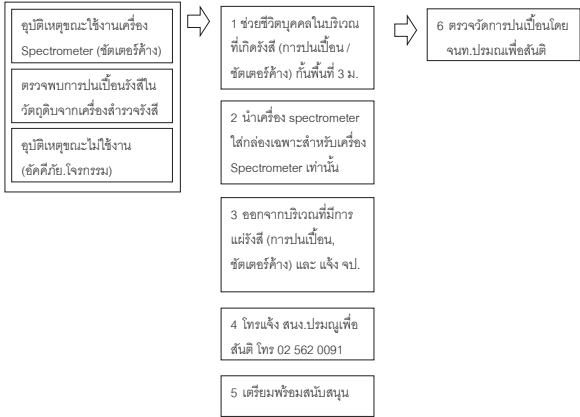 อุบัติเหตุขณะใช้งานเครื่อง
Spectrometer (ชัตเตอร์ค้าง)
ตรวจพบการปนเปื้อนรังสีใน
วัตถุดิบจากเครื่องสำรวจรังสี
อุบัติเหตุขณะไม่ใช้งาน
(อัคคีภัย.โจรกรรม)
1 ช่วยชีวิตบุคคลในบริเวณ
ที่เกิดรังสี (การปนเปื้อน /
ชัตเตอร์ค้าง) กั้นพื้นที่ 3 ม.
2 นำเครื่อง spectrometer
ใส่กล่องเฉพาะสำหรับเครื่อง
Spectrometer เท่านั้น
3 ออกจากบริเวณที่มีการ
แผ่รังสี (การปนเปื้อน,
ชัตเตอร์ค้าง) และ แจ้ง จป.
4 โทรแจ้ง สนง.ปรมณูเพื่อ
สันติ โทร 02 562 0091
5 เตรียมพร้อมสนับสนุน
6 ตรวจวัดการปนเปื้อนโดย
จนท.ปรมณเพื่อสันติ